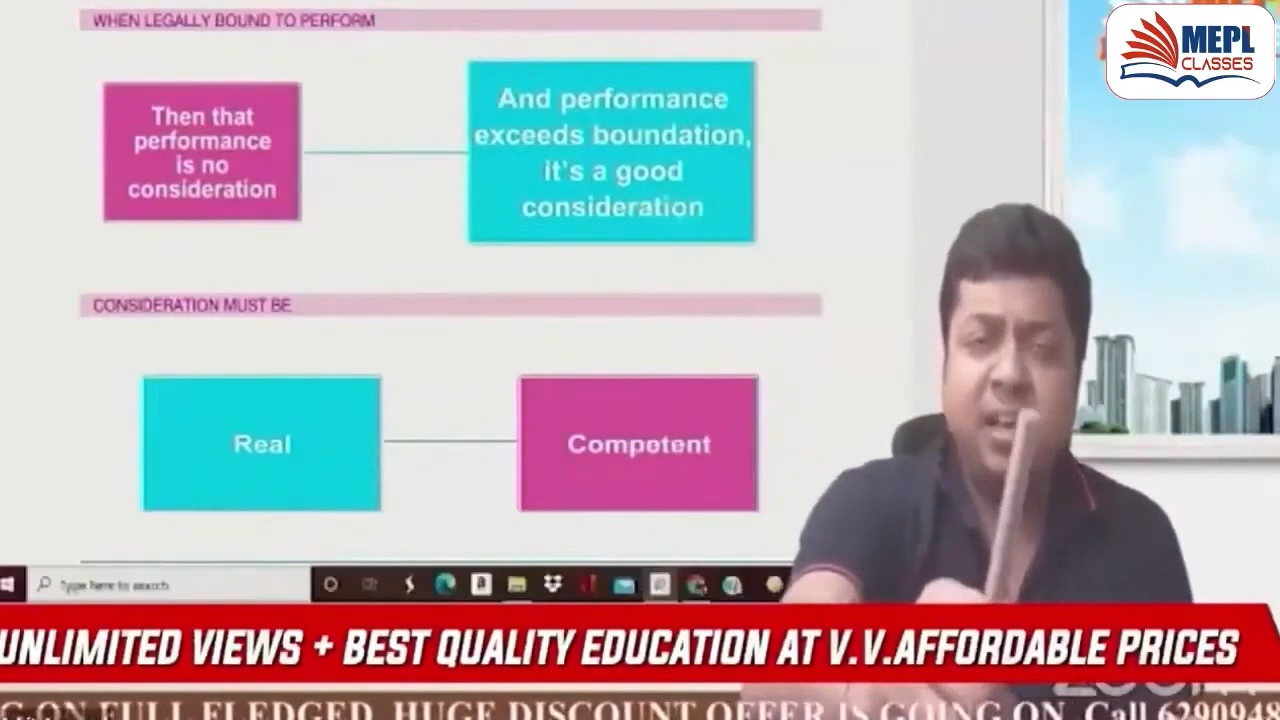 WHEN LEGALLY BOUND TO PERFORM
MEPL
CLASSES
Then that
performance
is no
consideration
And performance
exceeds boundation,
it's a good
consideration
CONSIDERATION MUST BE
Real
Competent
Type here to search
UNLIMITED VIEWS + BEST QUALITY EDUCATION AT V.V.AFFORDABLE PRICES
ON FULL FLEDGED HUGE DISCOUNT OFFER IS GOING ON. Call 6290948